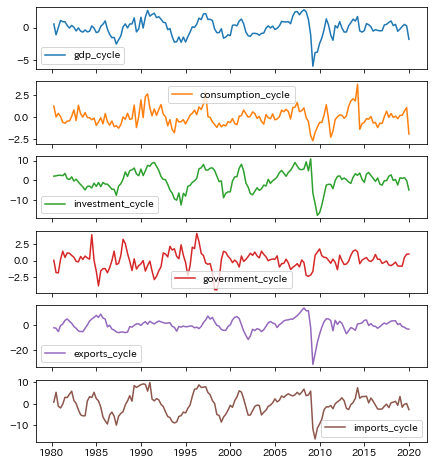 0
−5
gdp_cycle
2.5
0.0
−2.5
consumption_cycle
10
0
−10
investment_cycle
2.5
0.0
−2.5
government_cycle
0
−20
exports_cycle
10
0
−10
imports_cycle
1980 1985 1990 1995 2000 2005 2010 2015 2020